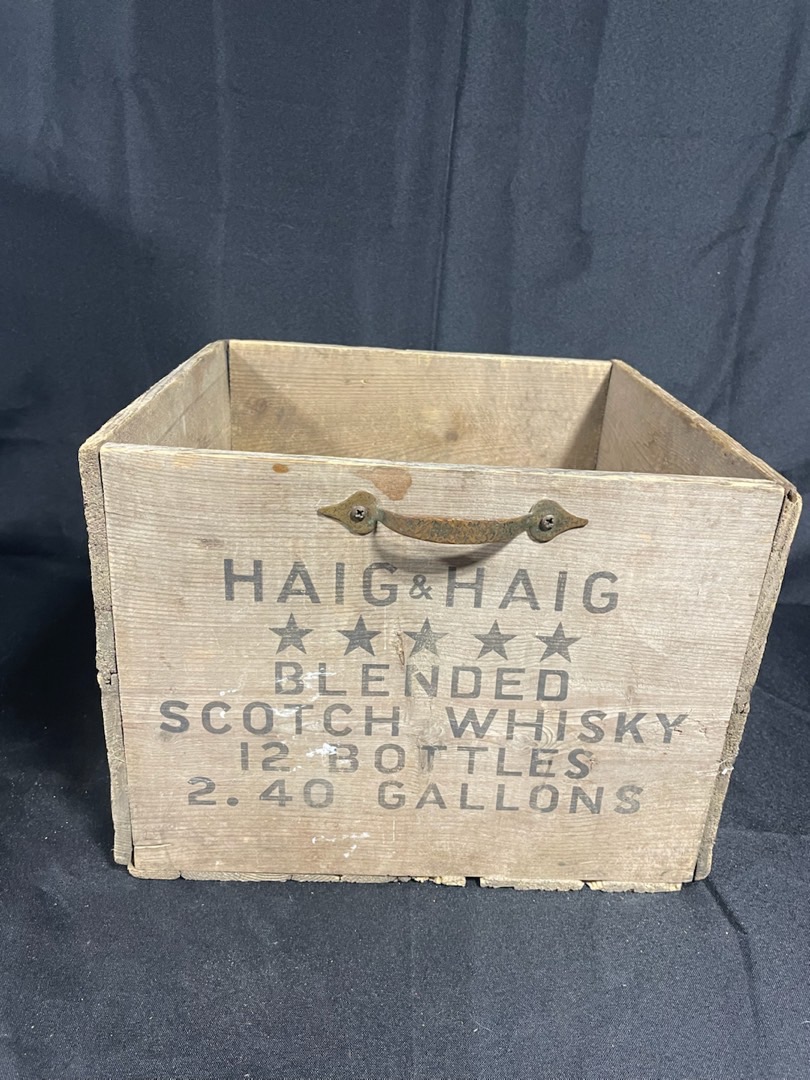 HAIG & HAIG
★ ★ ★ ★ ★
BLENDED
SCOTCH WHISKY
12 BOTTLES
2.40 GALLONS